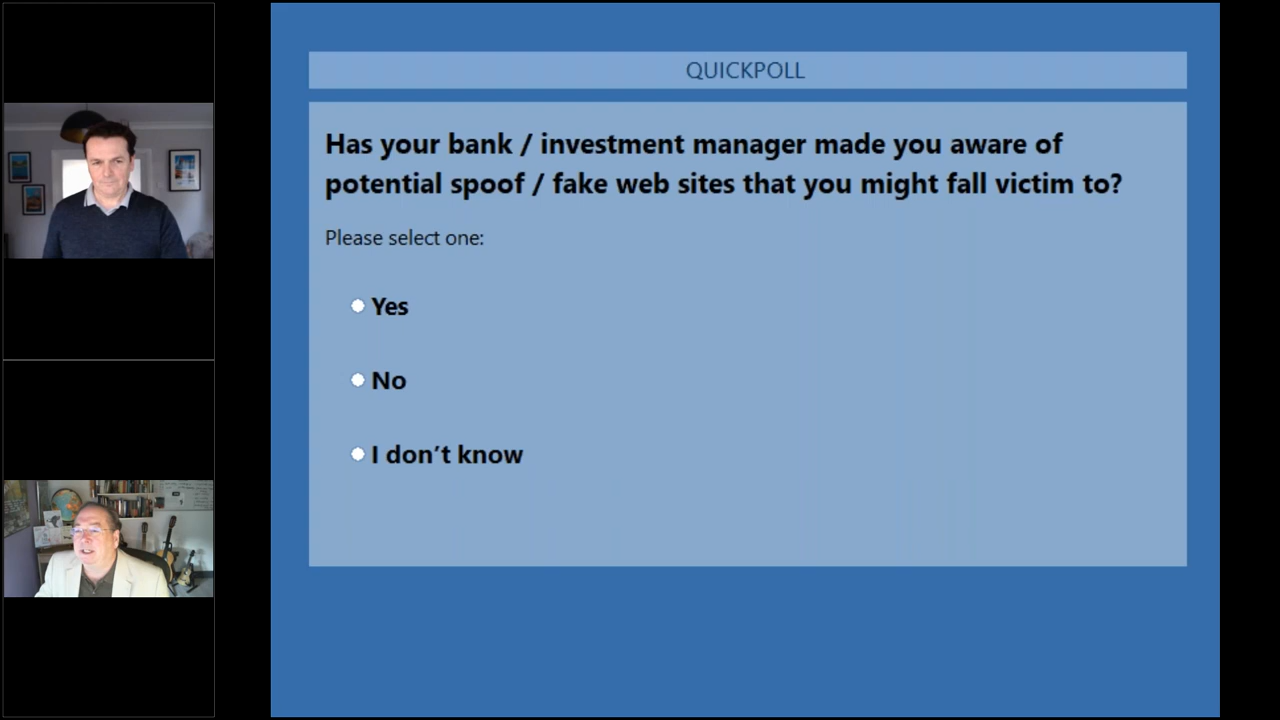 QUICKPOLL
Has your bank / investment manager made you aware of
potential spoof / fake web sites that you might fall victim to?
Please select one:
Yes
No
I don’t know